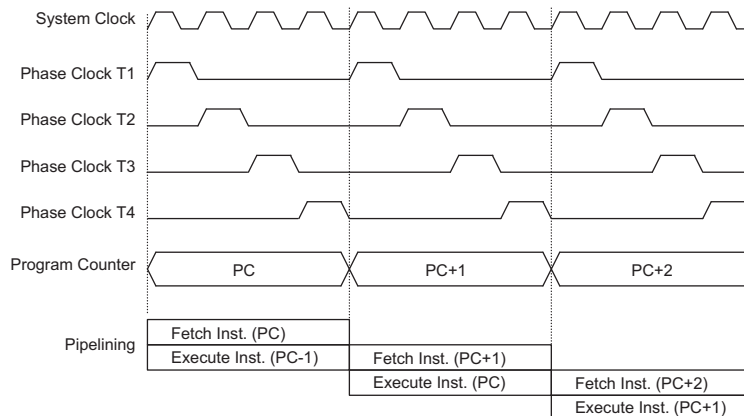 System Clock
Phase Clock T1
Phase Clock T2
Phase Clock T3
Phase Clock T4
Program Counter
PC
PC+1
PC+2
Pipelining
Fetch Inst. (PC)
Execute Inst. (PC-1)
Fetch Inst. (PC+1)
Execute Inst. (PC)
Fetch Inst. (PC+2)
Execute Inst. (PC+1)